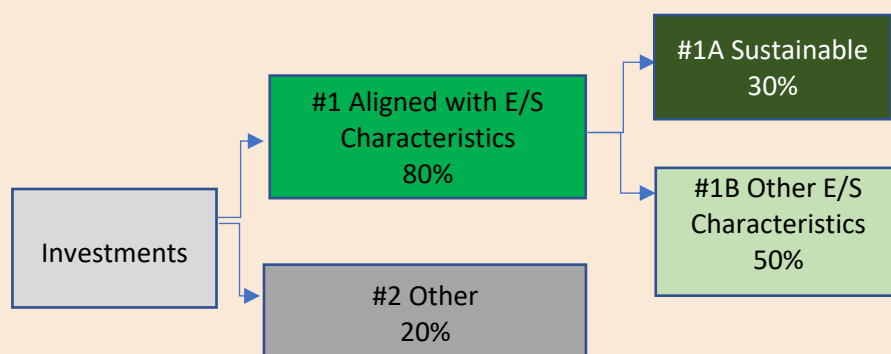 #1A Sustainable
30%
#1 Aligned with E/S
Characteristics
80%
#1B Other E/S
Characteristics
50%
Investments
#2 Other
20%